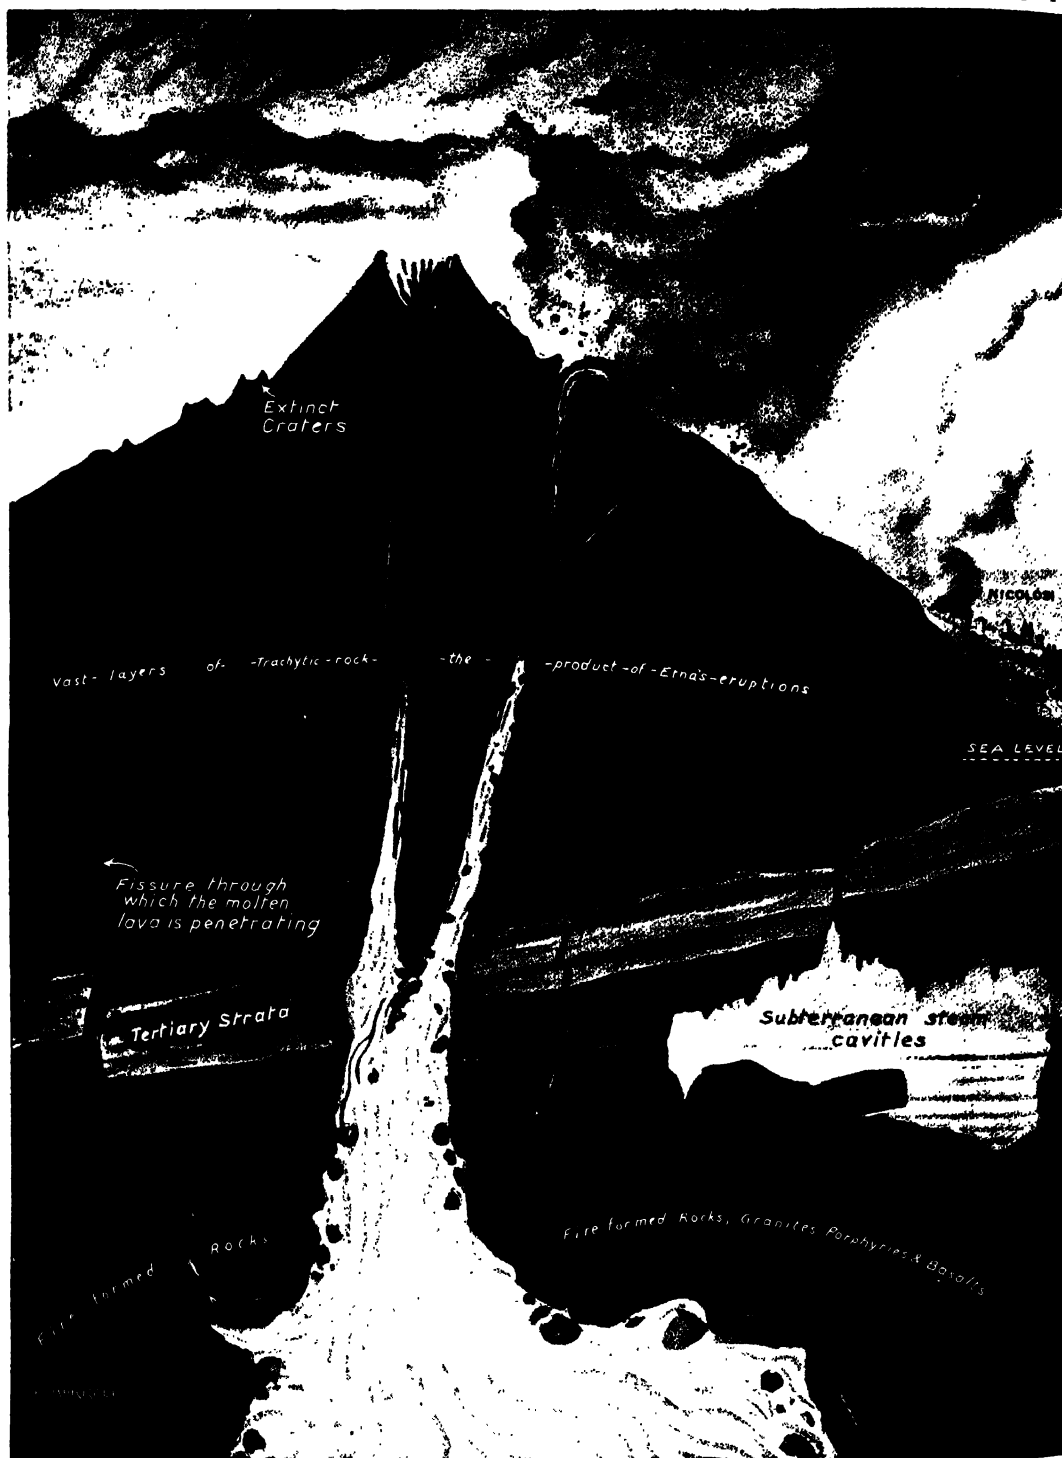 Extinct
Craters
NICOLOSI
Vast - layers of - -Trachytic - rock - - the - -product - of - Etna's - eruptions
SEA LEVEL
Fissure through
which the molten
lava is penetrating
Tertiary Strata
Subterranean steam
cavities
Fire formed Rocks
Fire formed Rocks, Granites, Porphyries & Basalts